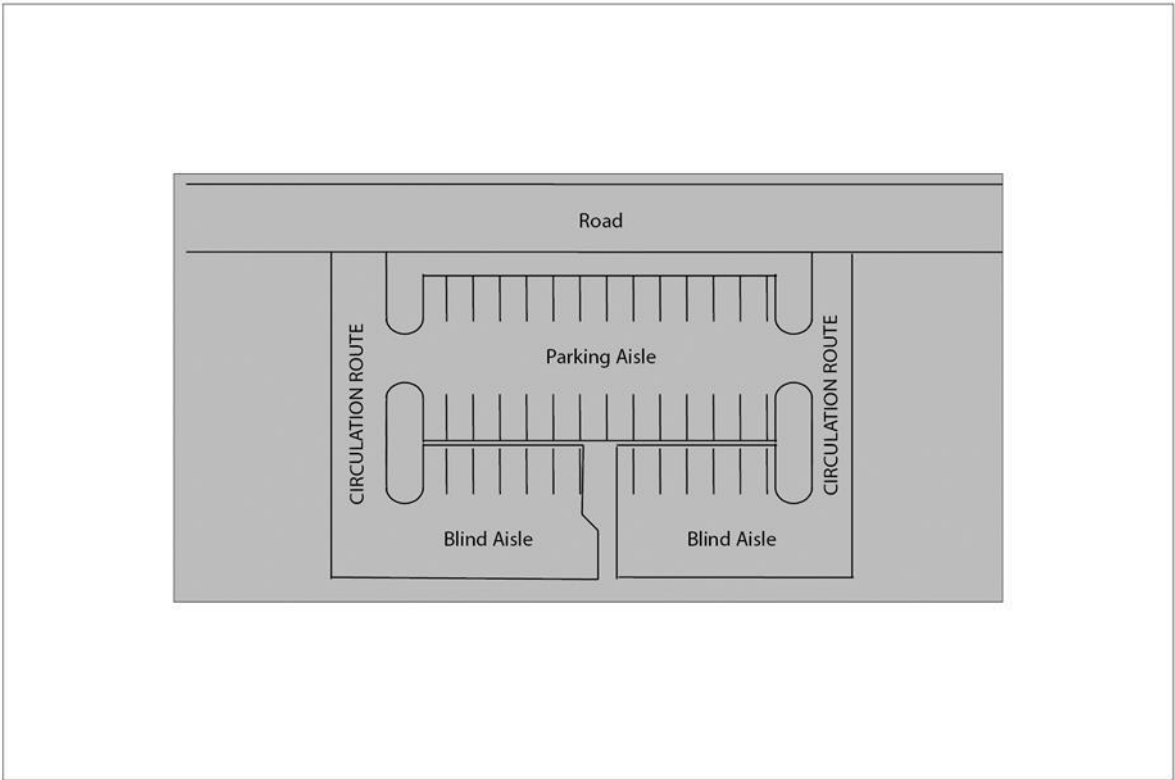 Road
CIRCULATION ROUTE
Parking Aisle
CIRCULATION ROUTE
Blind Aisle
Blind Aisle